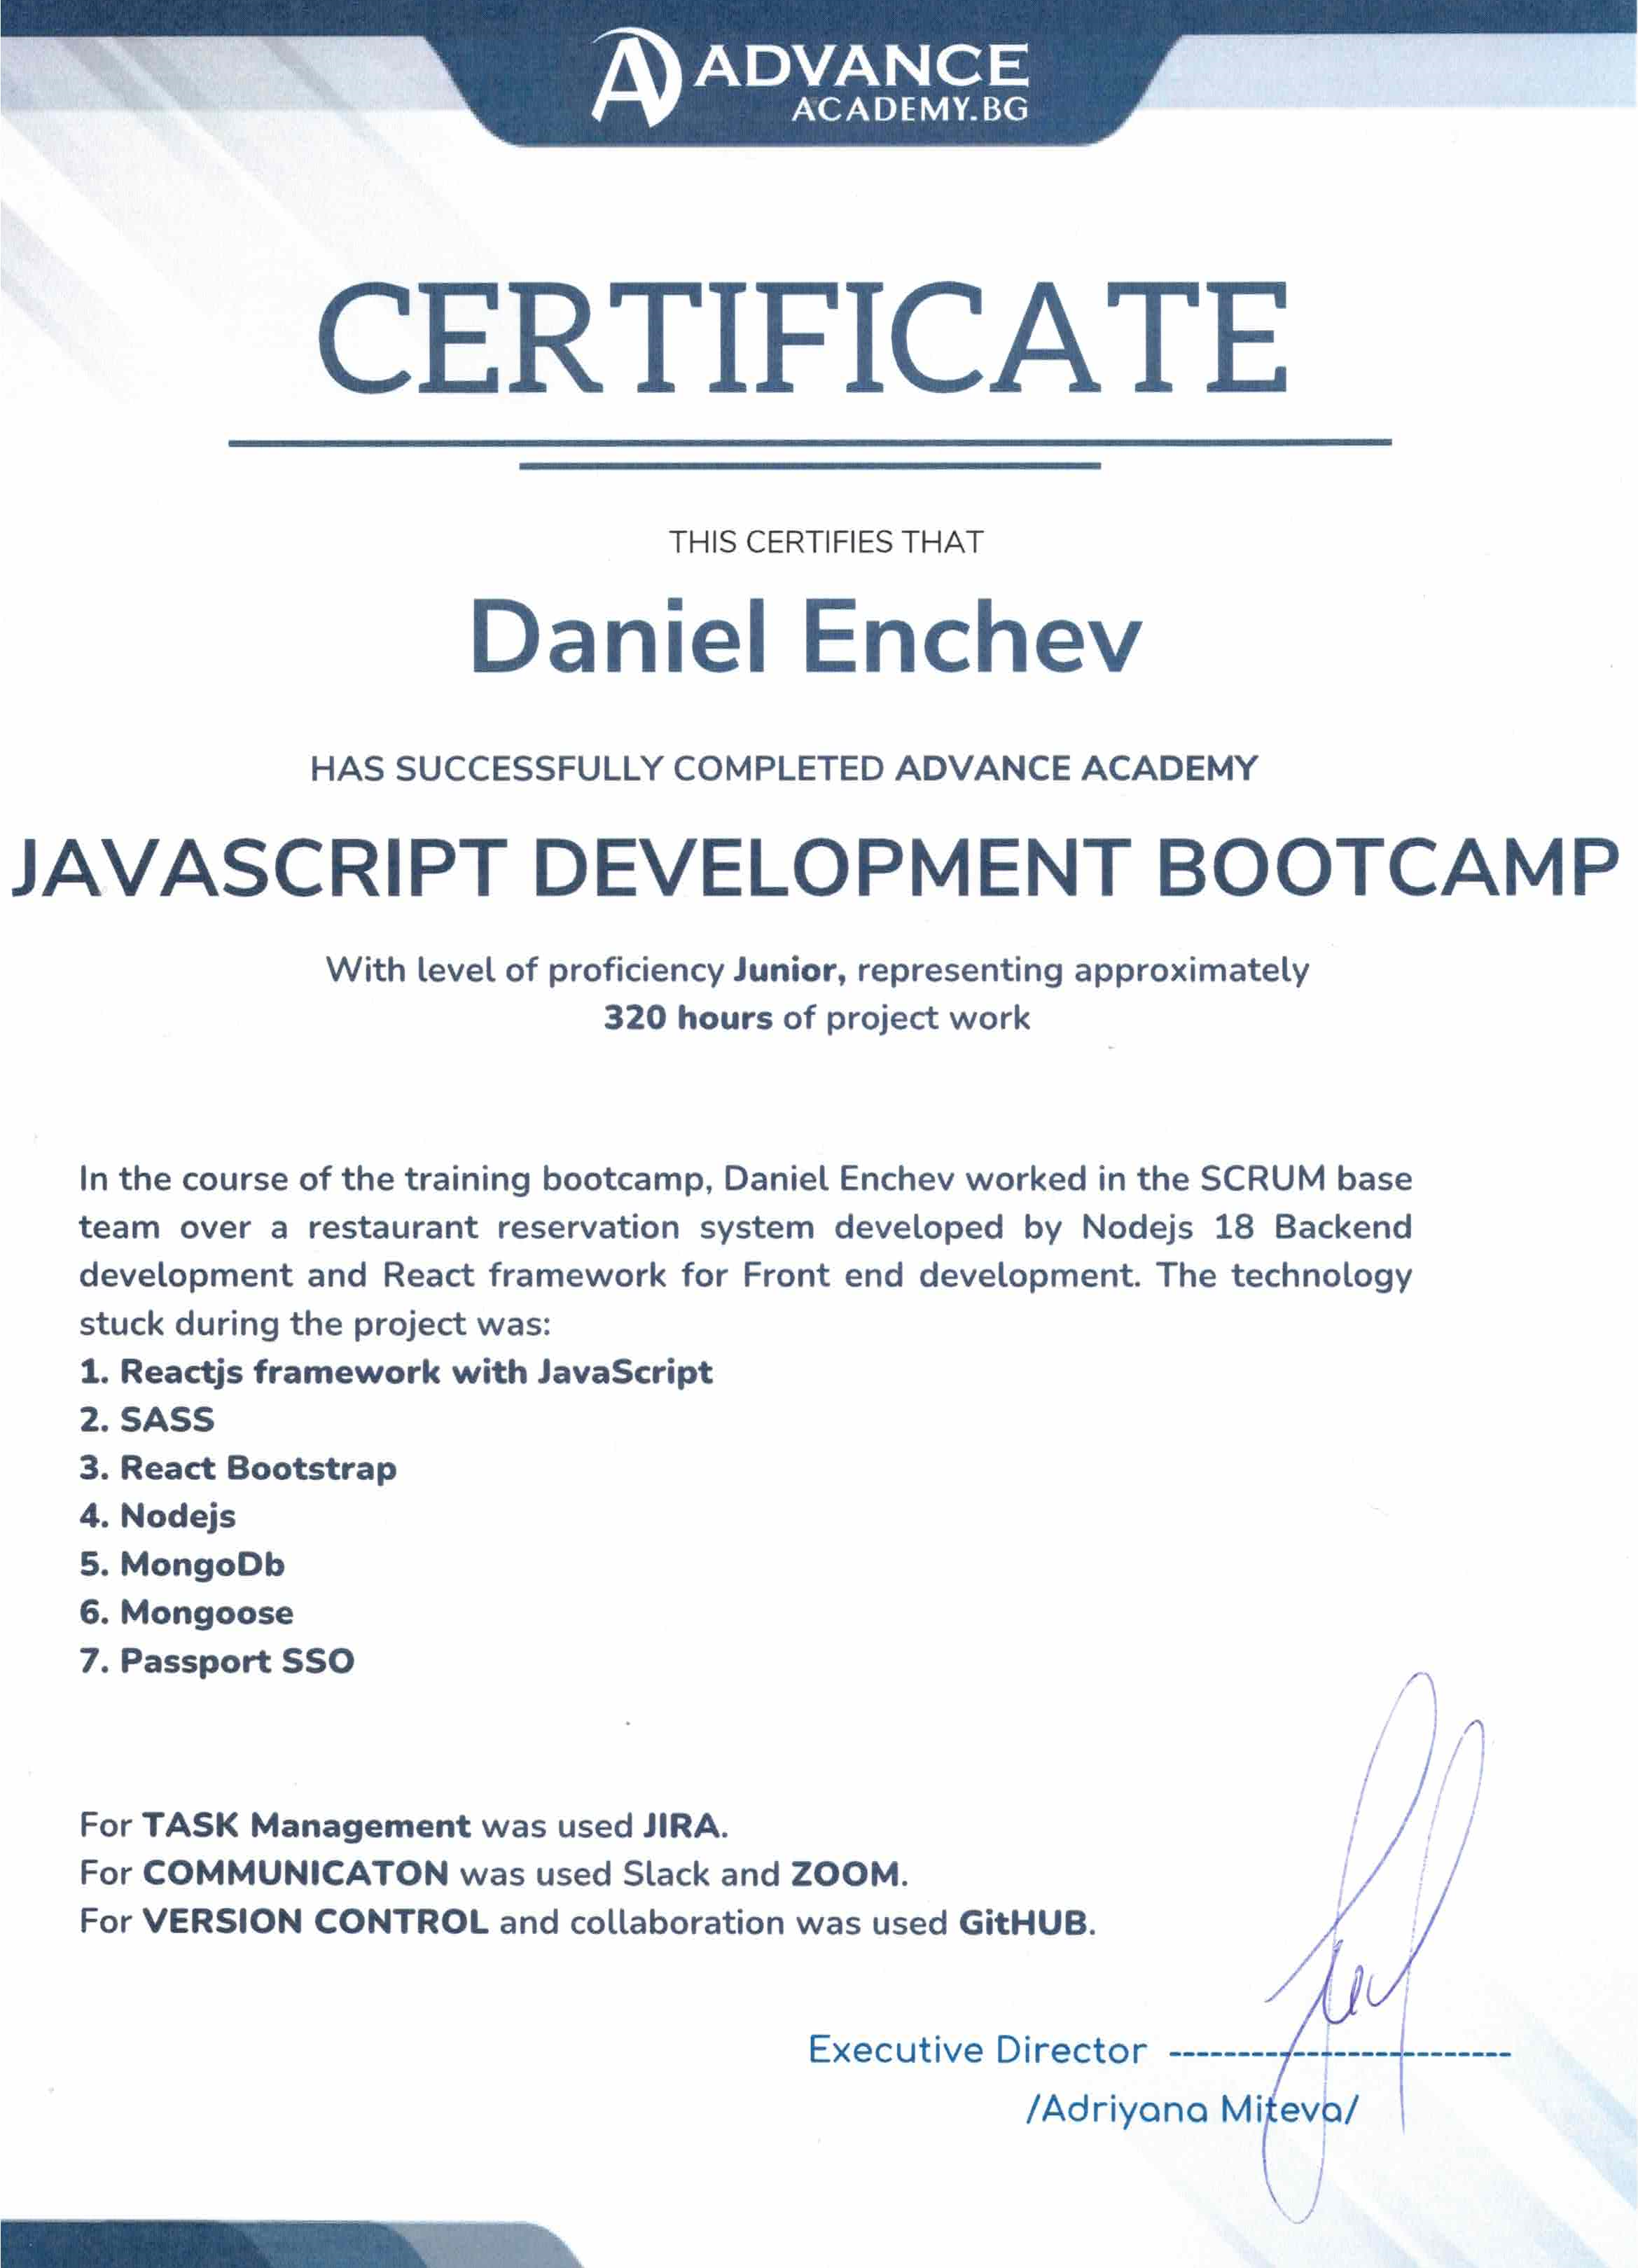 ADVANCE
ACADEMY.BG
CERTIFICATE
THIS CERTIFIES THAT
Daniel Enchev
HAS SUCCESSFULLY COMPLETED ADVANCE ACADEMY
JAVASCRIPT DEVELOPMENT BOOTCAMP
With level of proficiency Junior, representing approximately
320 hours of project work
In the course of the training bootcamp, Daniel Enchev worked in the SCRUM base
team over a restaurant reservation system developed by Nodejs 18 Backend
development and React framework for Front end development. The technology
stuck during the project was:
1. Reactjs framework with JavaScript
2. SASS
3. React Bootstrap
4. Nodejs
5. MongoDb
6. Mongoose
7. Passport SSO
For TASK Management was used JIRA.
For COMMUNICATON was used Slack and ZOOM.
For VERSION CONTROL and collaboration was used GitHUB.
Executive Director -------------------------
/Adriyana Miteva/